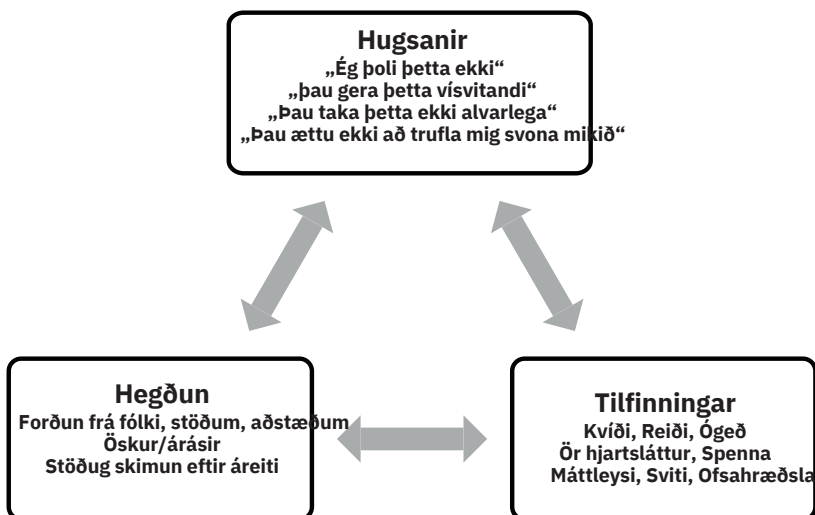 Hugsanir
„Ég þoli þetta ekki“
„þau gera þetta vísvitandi“
„Þau taka þetta ekki alvarlega“
„Þau ættu ekki að trufla mig svona mikið“
Hegðun
Forðun frá fólki, stöðum, aðstæðum
Öskur/árásir
Stöðug skimun eftir áreiti
Tilfinningar
Kvíði, Reiði, Ógeð
Ör hjartsláttur, Spenna
Máttleysi, Sviti, Ofsahræðsla